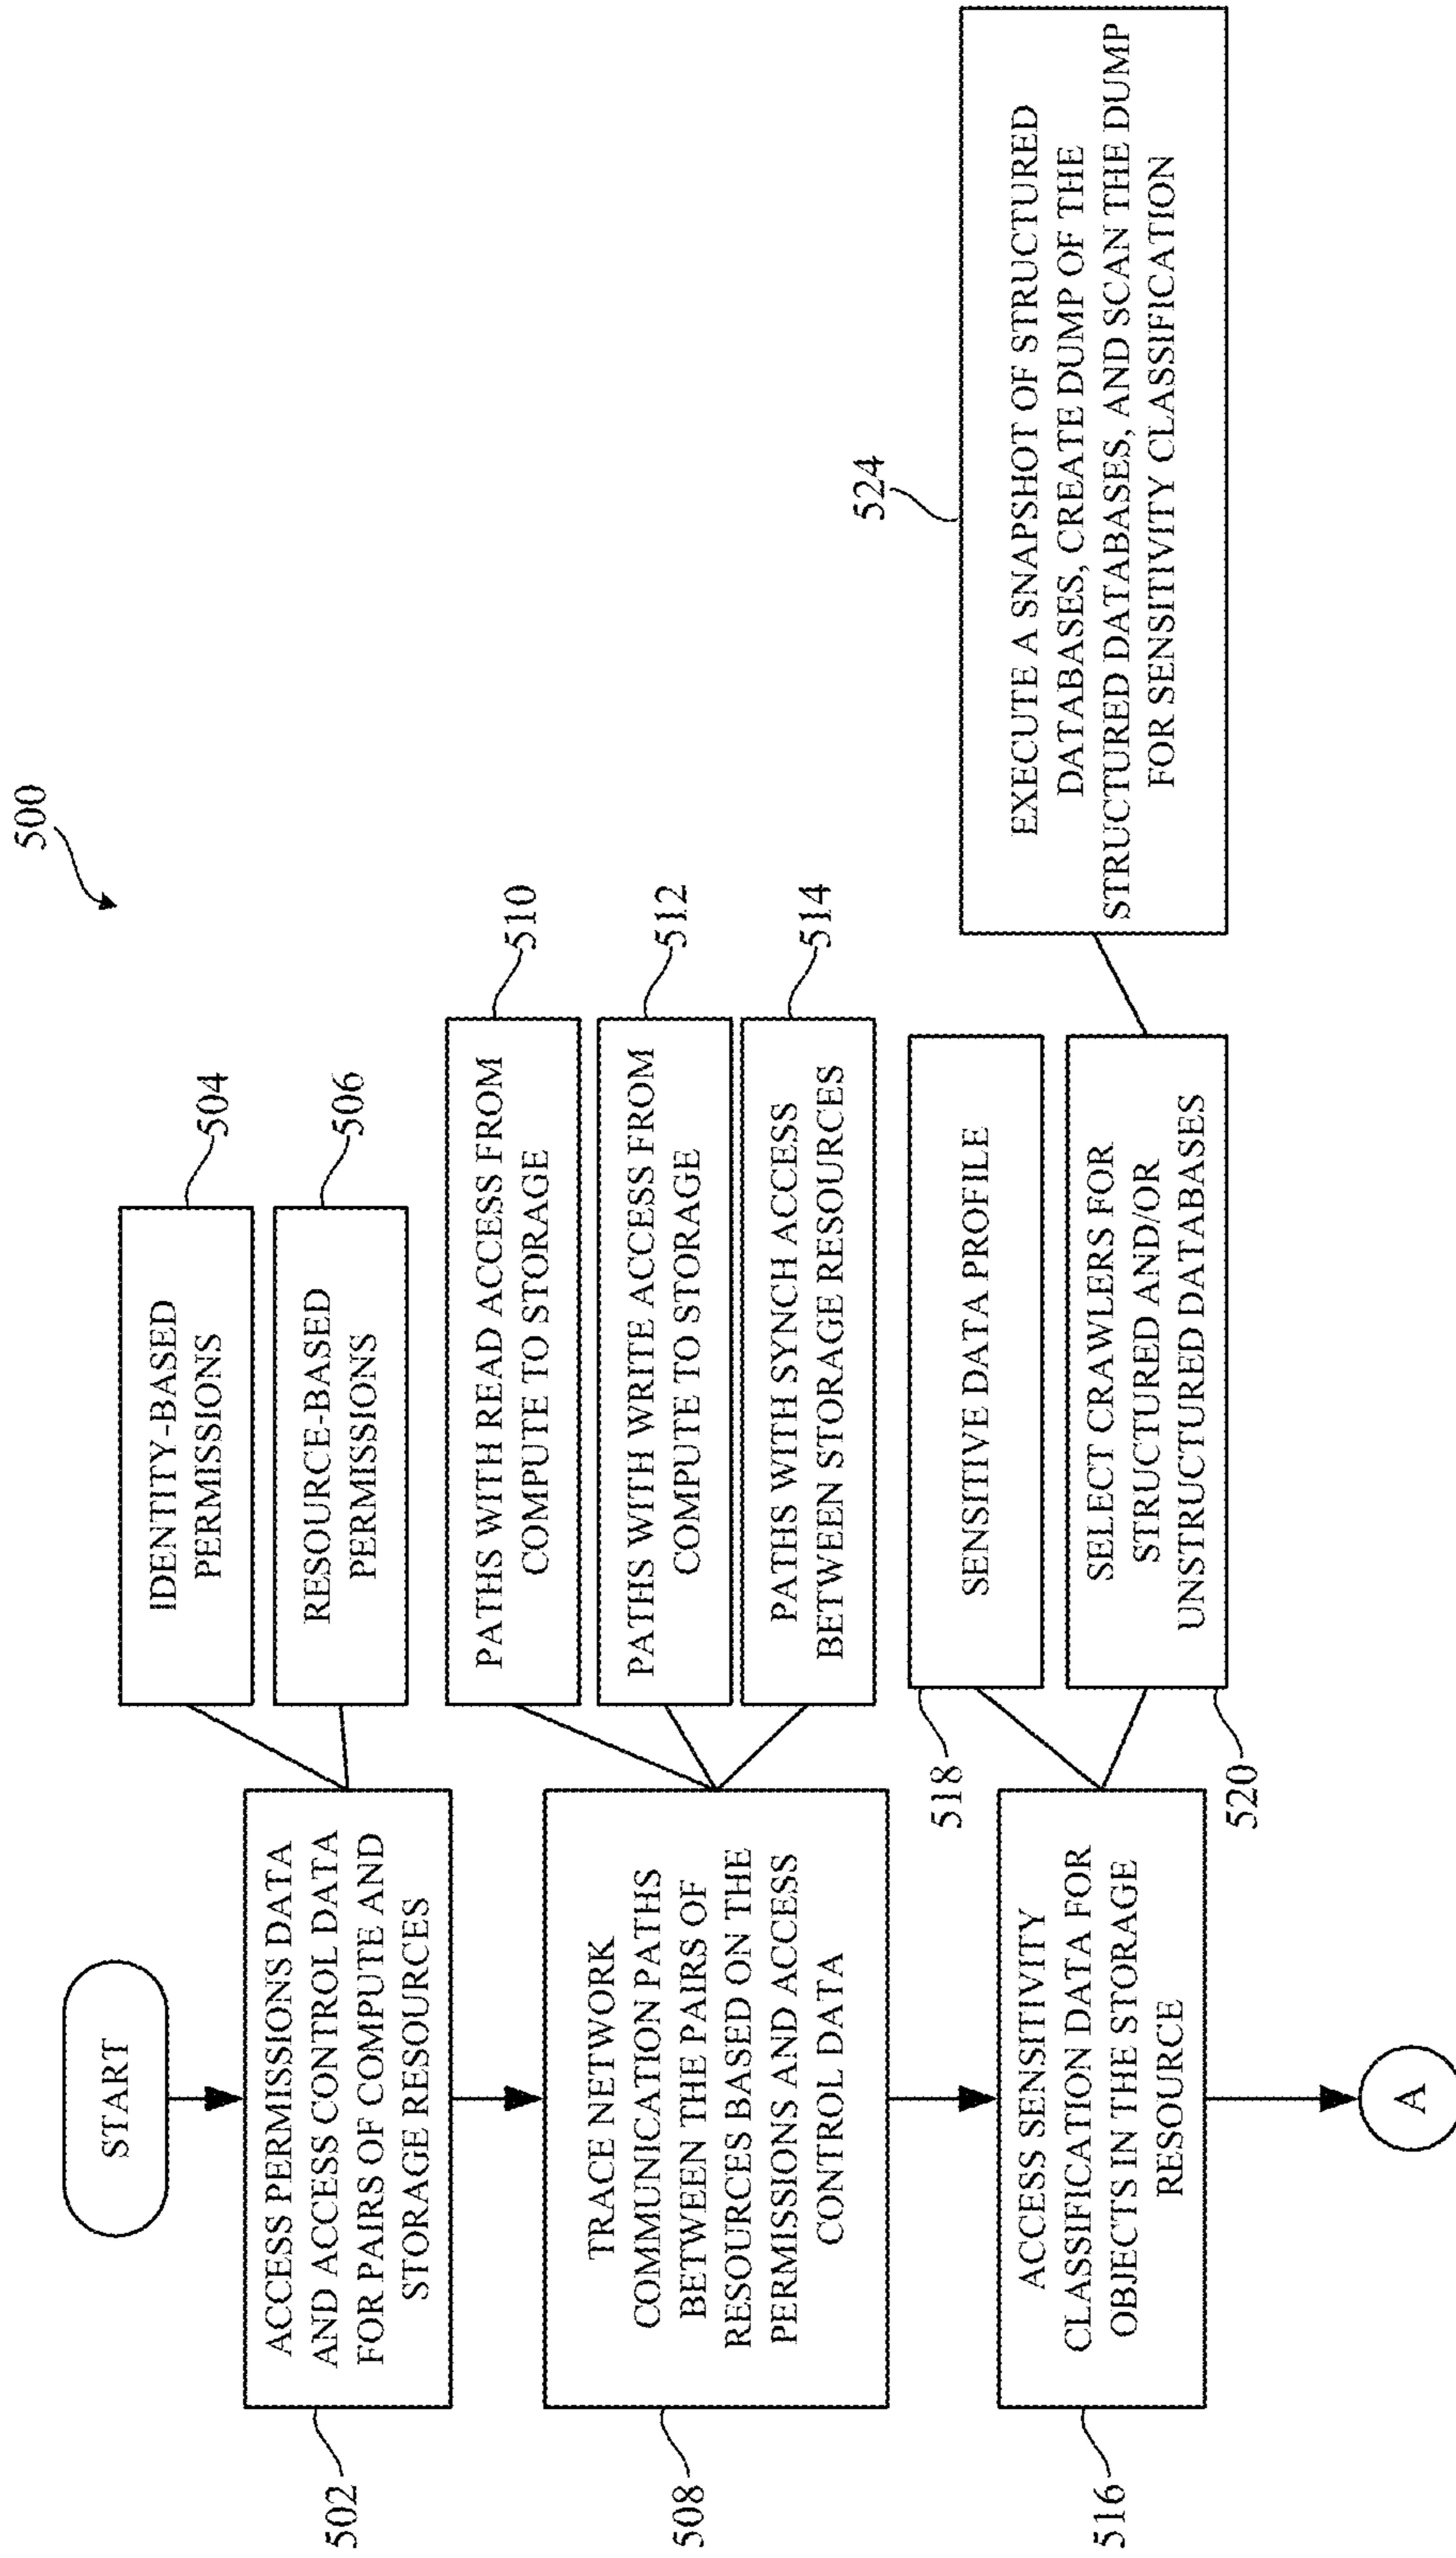 500
START
502
ACCESS PERMISSIONS DATA
AND ACCESS CONTROL DATA
FOR PAIRS OF COMPUTE AND
STORAGE RESOURCES
IDENTITY-BASED
PERMISSIONS
504
RESOURCE-BASED
PERMISSIONS
506
508
TRACE NETWORK
COMMUNICATION PATHS
BETWEEN THE PAIRS OF
RESOURCES BASED ON THE
PERMISSIONS AND ACCESS
CONTROL DATA
PATHS WITH READ ACCESS FROM
COMPUTE TO STORAGE
510
PATHS WITH WRITE ACCESS FROM
COMPUTE TO STORAGE
512
PATHS WITH SYNCH ACCESS
BETWEEN STORAGE RESOURCES
514
516
ACCESS SENSITIVITY
CLASSIFICATION DATA FOR
OBJECTS IN THE STORAGE
RESOURCE
518
SENSITIVE DATA PROFILE
520
SELECT CRAWLERS FOR
STRUCTURED AND/OR
UNSTRUCTURED DATABASES
524
EXECUTE A SNAPSHOT OF STRUCTURED
DATABASES, CREATE DUMP OF THE
STRUCTURED DATABASES, AND SCAN THE DUMP
FOR SENSITIVITY CLASSIFICATION
A